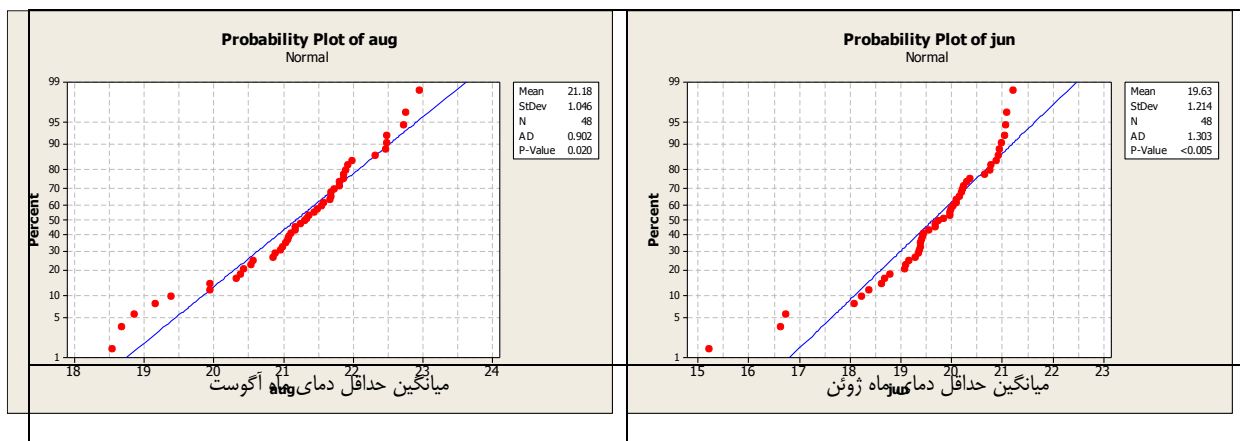 Probability Plot of aug
Normal
Percent
99
95
90
80
70
60
50
40
30
20
10
5
1
18 19 20 21 22 23 24
aug
Mean 21.18
StDev 1.046
N 48
AD 0.902
P-Value 0.020
میانگین حداقل دمای ماه آگوست
Probability Plot of jun
Normal
Percent
99
95
90
80
70
60
50
40
30
20
10
5
1
15 16 17 18 19 20 21 22 23
jun
Mean 19.63
StDev 1.214
N 48
AD 1.303
P-Value <0.005
میانگین حداقل دمای ماه ژوئن